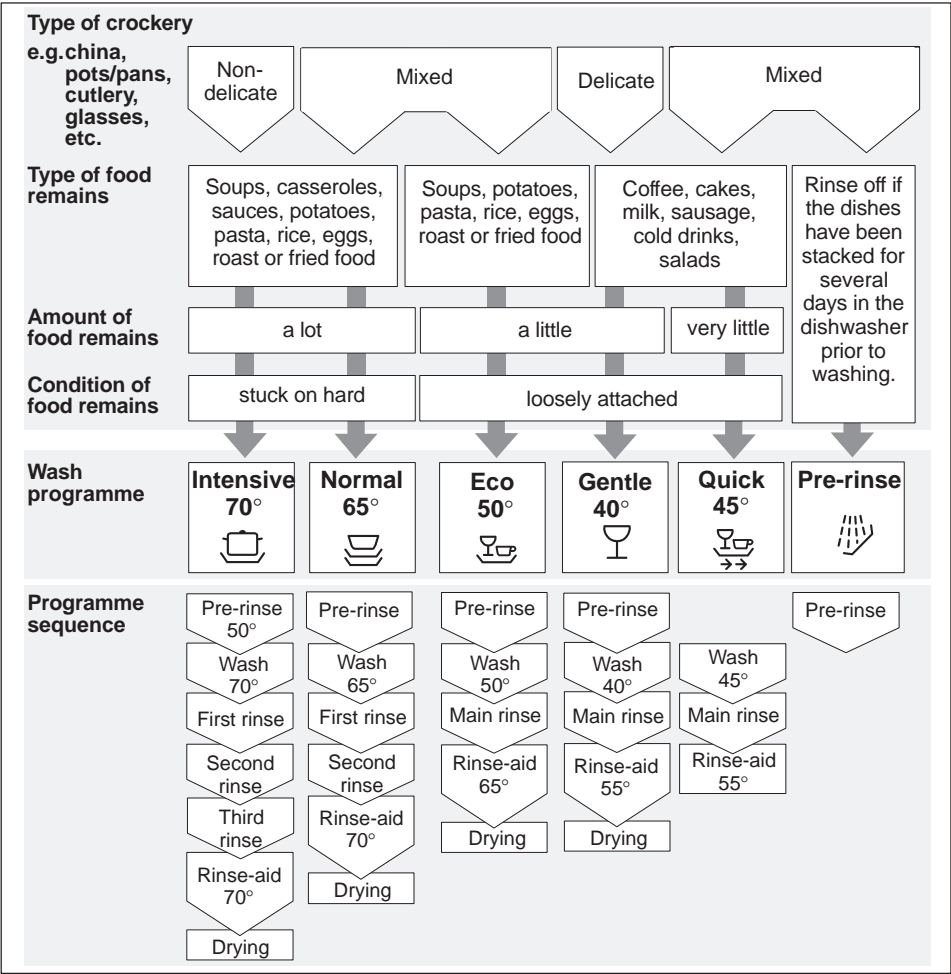 Type of crockery
e.g.china,
pots/pans,
cutlery,
glasses,
etc.
Non-
delicate
Mixed
Delicate
Mixed
Type of food
remains
Soups, casseroles,
sauces, potatoes,
pasta, rice, eggs,
roast or fried food
Soups, potatoes,
pasta, rice, eggs,
roast or fried food
Coffee, cakes,
milk, sausage,
cold drinks,
salads
Rinse off if
the dishes
have been
stacked for
several
days in the
dishwasher
prior to
washing.
Amount of
food remains
a lot
a little
very little
Condition of
food remains
stuck on hard
loosely attached
Wash
programme
Intensive
70°
Normal
65°
Eco
50°
Gentle
40°
Quick
45°
Pre-rinse
Programme
sequence
Pre-rinse
50°
Wash
70°
First rinse
Second
rinse
Third
rinse
Rinse-aid
70°
Drying
Pre-rinse
Wash
65°
First rinse
Second
rinse
Rinse-aid
70°
Drying
Pre-rinse
Wash
50°
Main rinse
Rinse-aid
65°
Drying
Pre-rinse
Wash
40°
Main rinse
Rinse-aid
55°
Drying
Wash
45°
Main rinse
Rinse-aid
55°
Pre-rinse